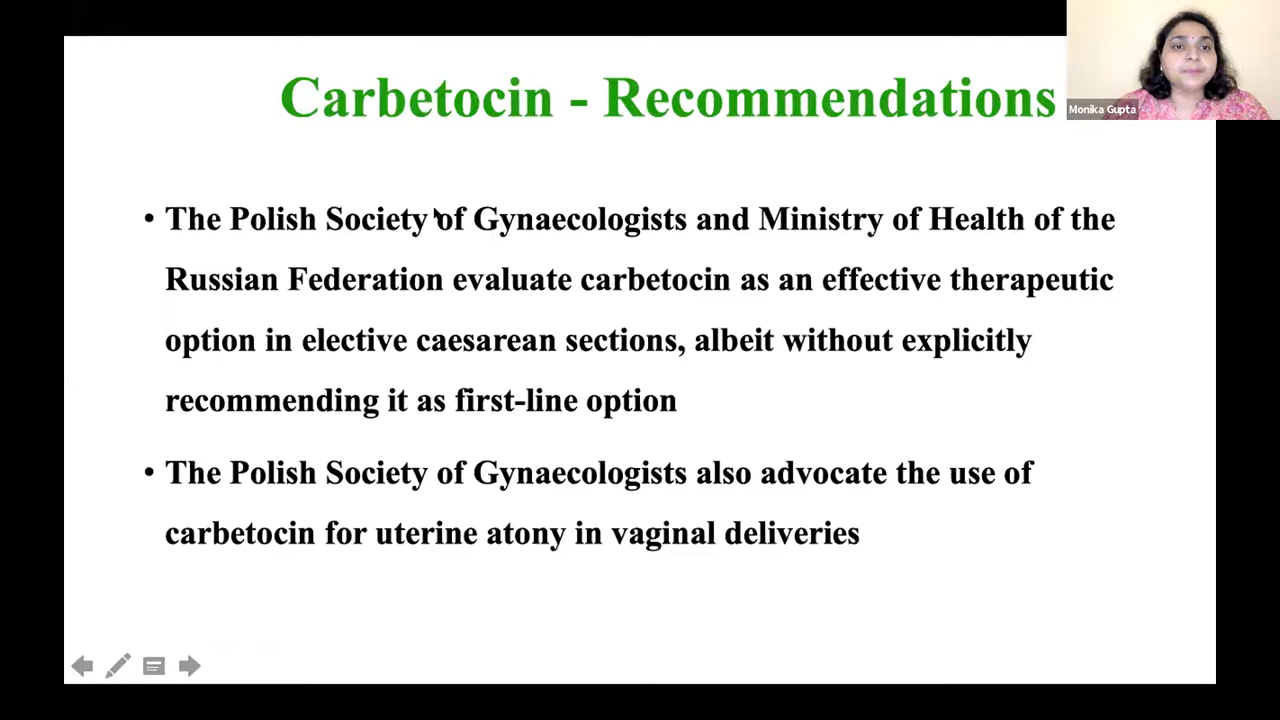 Carbetocin - Recommendations
Monika Gupta
• The Polish Society of Gynaecologists and Ministry of Health of the
Russian Federation evaluate carbetocin as an effective therapeutic
option in elective caesarean sections, albeit without explicitly
recommending it as first-line option
• The Polish Society of Gynaecologists also advocate the use of
carbetocin for uterine atony in vaginal deliveries